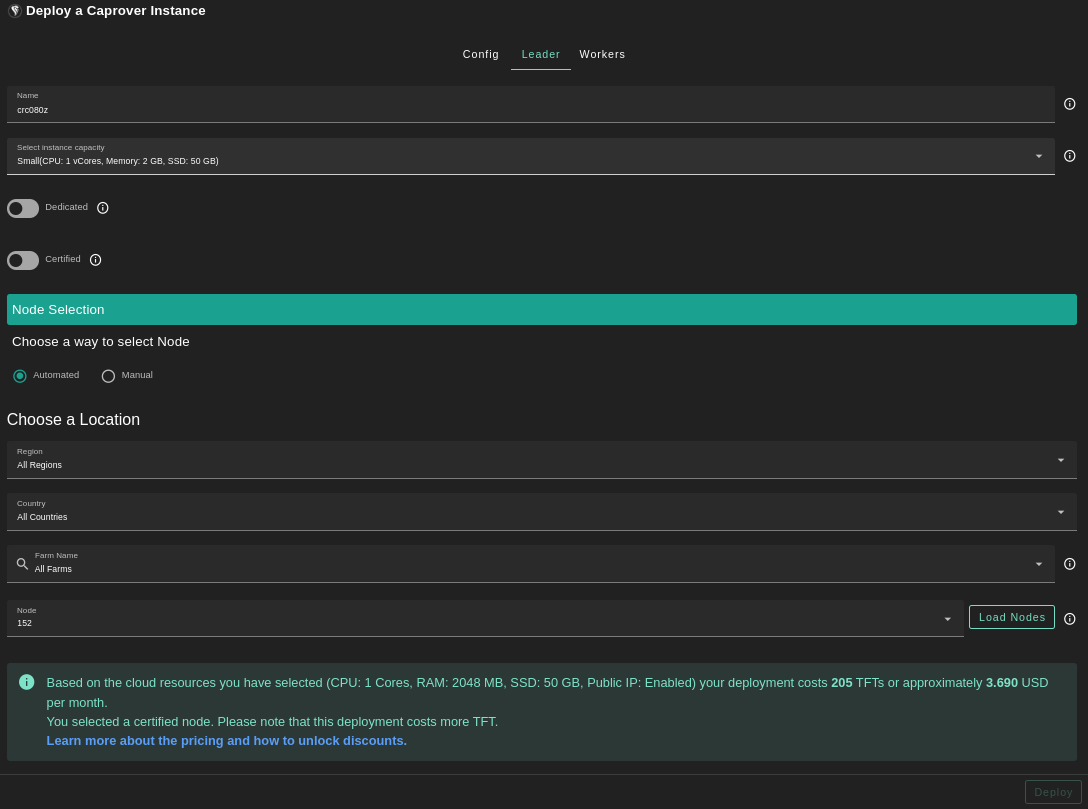 Deploy a Caprover Instance
Config Leader Workers
Name
crc080z
Select instance capacity
Small(CPU: 1 vCores, Memory: 2 GB, SSD: 50 GB)
Dedicated
Certified
Node Selection
Choose a way to select Node
Automated Manual
Choose a Location
Region
All Regions
Country
All Countries
Farm Name
All Farms
Node
152
Load Nodes
Based on the cloud resources you have selected (CPU: 1 Cores, RAM: 2048 MB, SSD: 50 GB, Public IP: Enabled) your deployment costs 205 TFTs or approximately 3.690 USD
per month.
You selected a certified node. Please note that this deployment costs more TFT.
Learn more about the pricing and how to unlock discounts.
Deploy